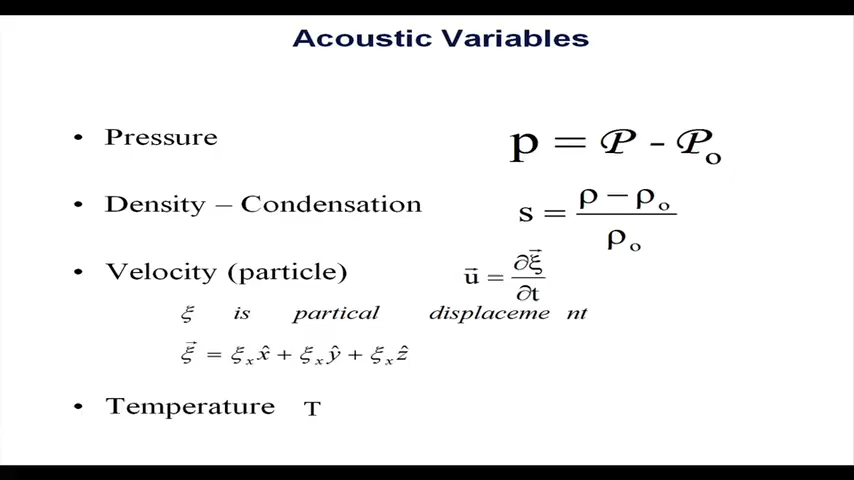 Acoustic Variables
• Pressure p = 𝒫 - 𝒫ₒ
• Density – Condensation s = (ρ − ρₒ) / ρₒ
• Velocity (particle) u⃗ = ∂ξ⃗ / ∂t
ξ is partical displaceme nt
ξ⃗ = ξₓx̂ + ξₓŷ + ξₓẑ
• Temperature T